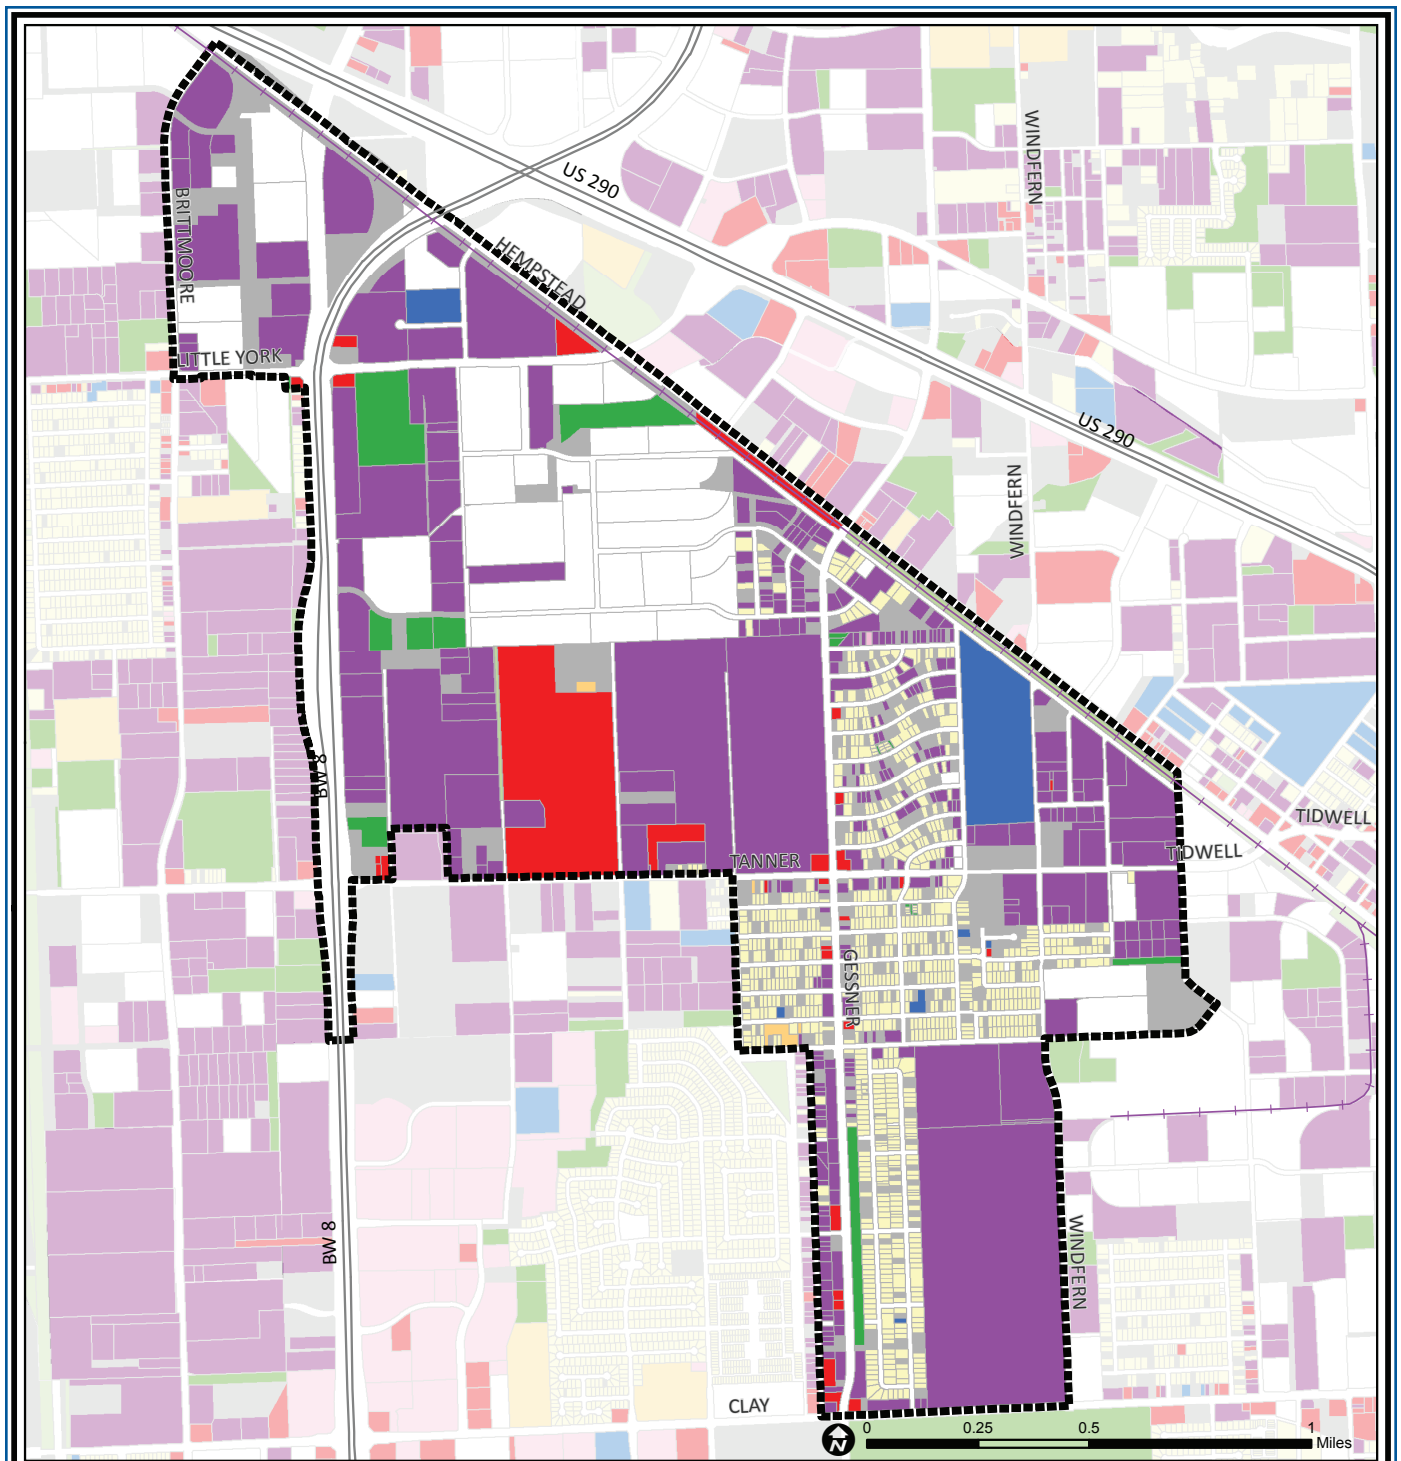 WINDFERN
US 290
BRITTMOORE
HEMPSTEAD
LITTLE YORK
US 290
WINDFERN
BW 8
TIDWELL
TANNER
TIDWELL
GESSNER
BW 8
WINDFERN
CLAY
N
0 0.25 0.5 1
Miles